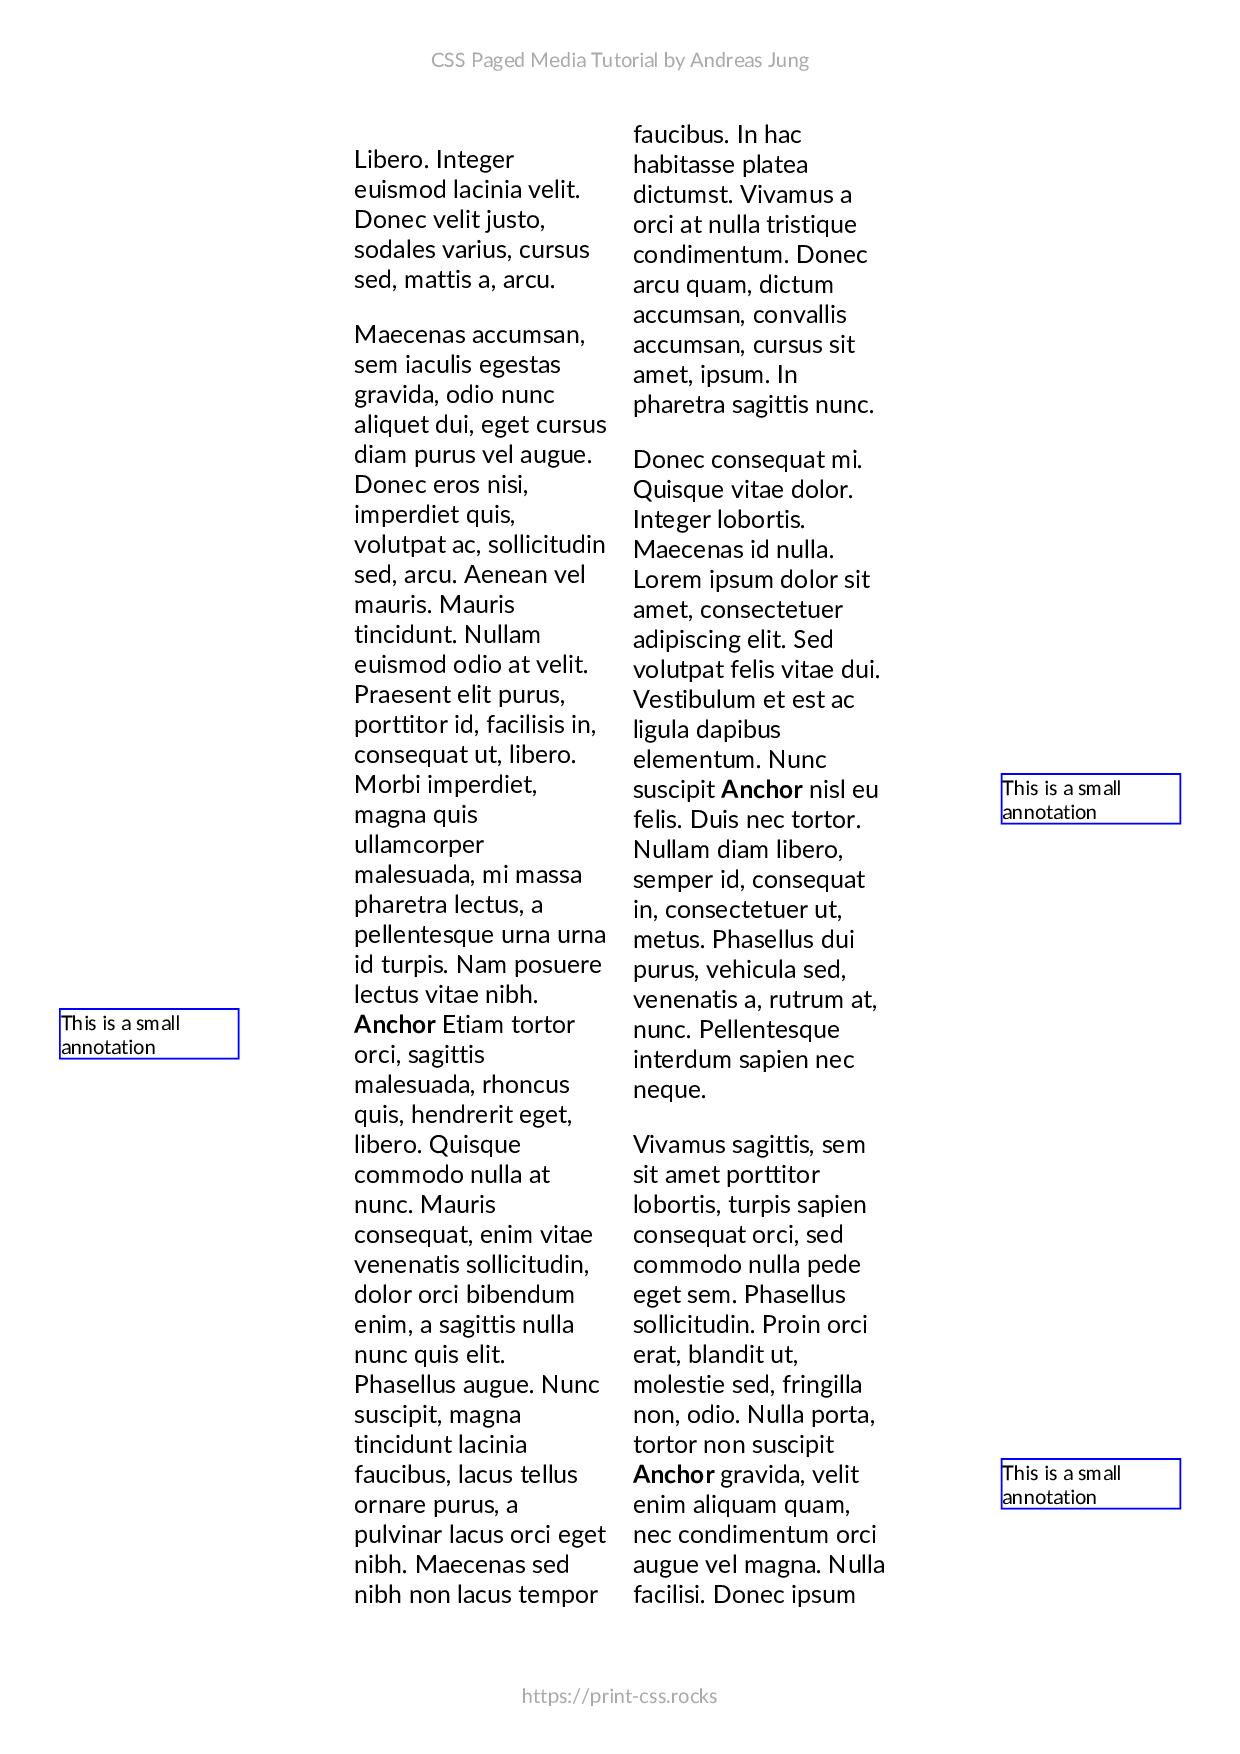 CSS Paged Media Tutorial by Andreas Jung
Libero. Integer
euismod lacinia velit.
Donec velit justo,
sodales varius, cursus
sed, mattis a, arcu.
Maecenas accumsan,
sem iaculis egestas
gravida, odio nunc
aliquet dui, eget cursus
diam purus vel augue.
Donec eros nisi,
imperdiet quis,
volutpat ac, sollicitudin
sed, arcu. Aenean vel
mauris. Mauris
tincidunt. Nullam
euismod odio at velit.
Praesent elit purus,
porttitor id, facilisis in,
consequat ut, libero.
Morbi imperdiet,
magna quis
ullamcorper
malesuada, mi massa
pharetra lectus, a
pellentesque urna urna
id turpis. Nam posuere
lectus vitae nibh.
Anchor Etiam tortor
orci, sagittis
malesuada, rhoncus
quis, hendrerit eget,
libero. Quisque
commodo nulla at
nunc. Mauris
consequat, enim vitae
venenatis sollicitudin,
dolor orci bibendum
enim, a sagittis nulla
nunc quis elit.
Phasellus augue. Nunc
suscipit, magna
tincidunt lacinia
faucibus, lacus tellus
ornare purus, a
pulvinar lacus orci eget
nibh. Maecenas sed
nibh non lacus tempor
This is a small
annotation
faucibus. In hac
habitasse platea
dictumst. Vivamus a
orci at nulla tristique
condimentum. Donec
arcu quam, dictum
accumsan, convallis
accumsan, cursus sit
amet, ipsum. In
pharetra sagittis nunc.
Donec consequat mi.
Quisque vitae dolor.
Integer lobortis.
Maecenas id nulla.
Lorem ipsum dolor sit
amet, consectetuer
adipiscing elit. Sed
volutpat felis vitae dui.
Vestibulum et est ac
ligula dapibus
elementum. Nunc
suscipit Anchor nisl eu
felis. Duis nec tortor.
Nullam diam libero,
semper id, consequat
in, consectetuer ut,
metus. Phasellus dui
purus, vehicula sed,
venenatis a, rutrum at,
nunc. Pellentesque
interdum sapien nec
neque.
Vivamus sagittis, sem
sit amet porttitor
lobortis, turpis sapien
consequat orci, sed
commodo nulla pede
eget sem. Phasellus
sollicitudin. Proin orci
erat, blandit ut,
molestie sed, fringilla
non, odio. Nulla porta,
tortor non suscipit
Anchor gravida, velit
enim aliquam quam,
nec condimentum orci
augue vel magna. Nulla
facilisi. Donec ipsum
This is a small
annotation
This is a small
annotation
https://print-css.rocks